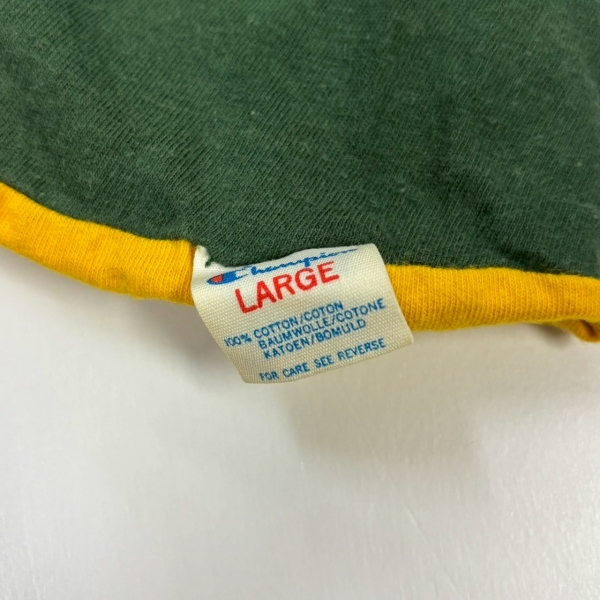 Champion
LARGE
100% COTTON/COTON
BAUMWOLLE/COTONE
KATOEN/BOMULD
FOR CARE SEE REVERSE